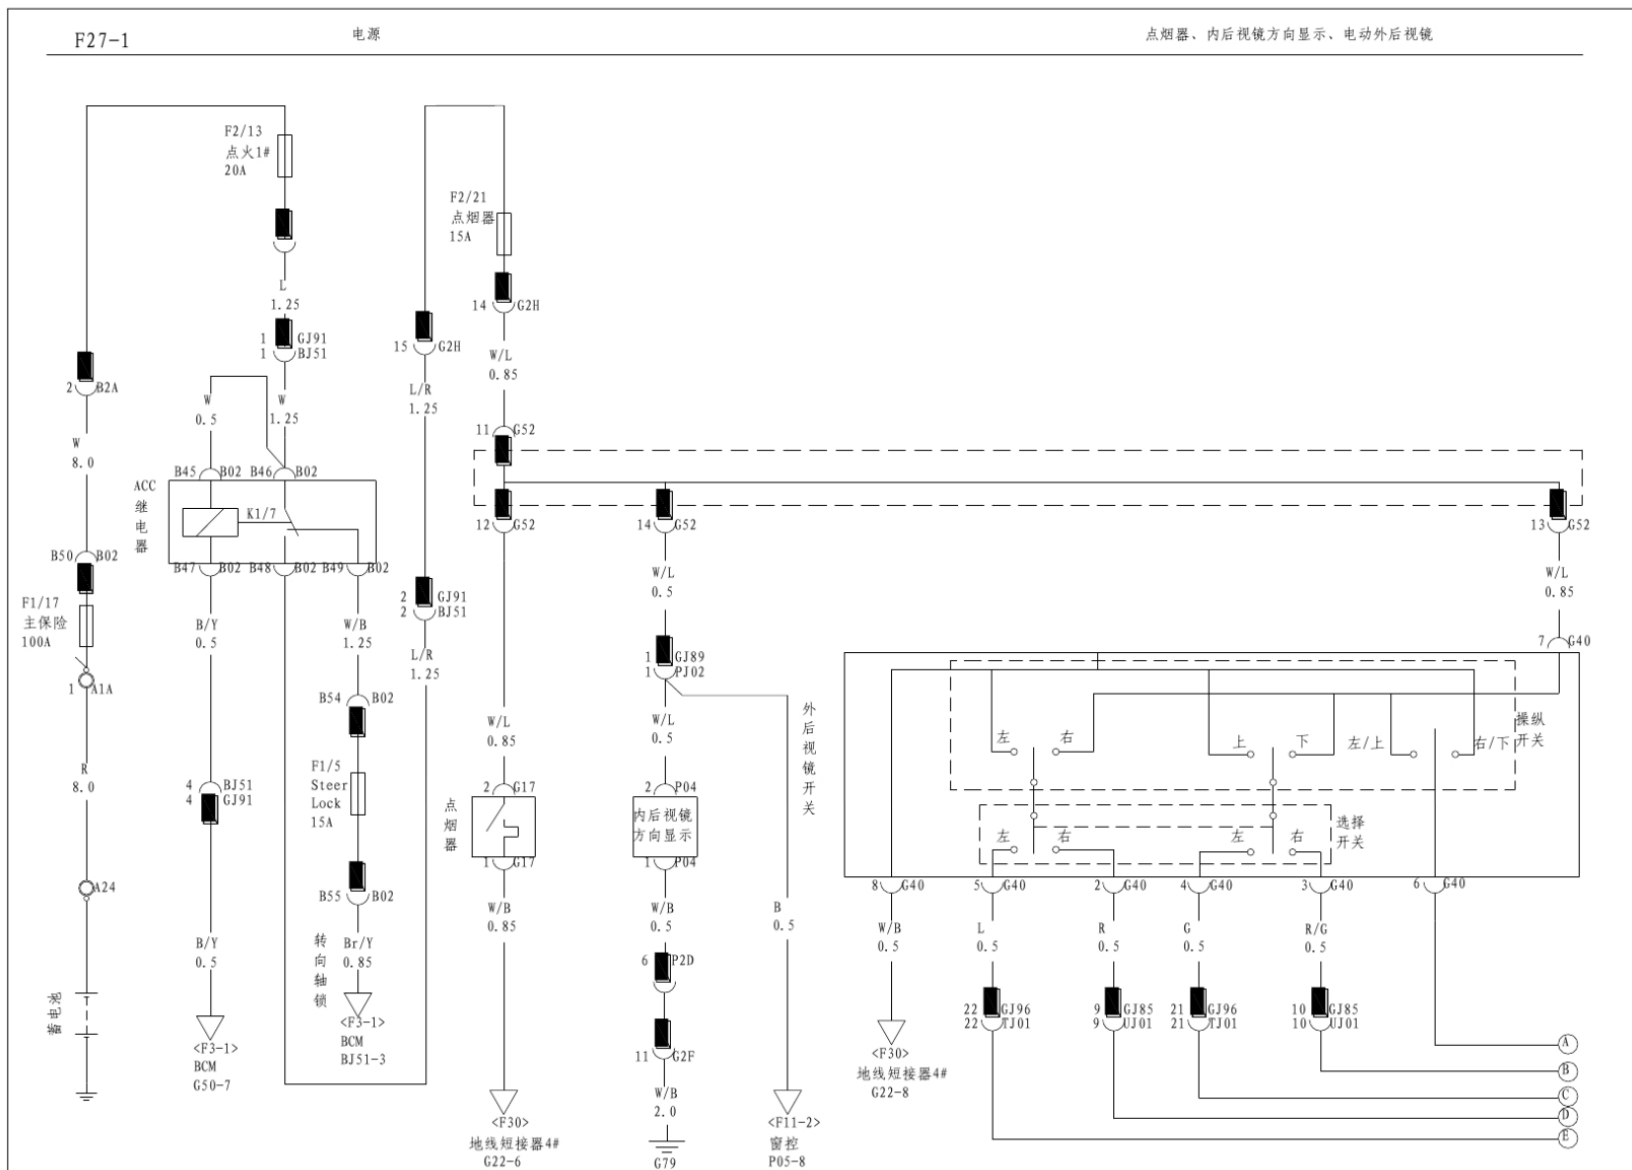 F27-1
电源
点烟器、内后视镜方向显示、电动外后视镜
F2/13
点火1#
20A
L
1.25
1 GJ91
1 BJ51
2 B2A
W
8.0
B50 B02
F1/17
主保险
100A
1 A1A
R
8.0
A24
蓄电池
W
0.5
W
1.25
B45 B02 B46 B02
ACC
继电器
K1/7
B47 B02 B48 B02 B49 B02
B/Y
0.5
4 BJ51
4 GJ91
B/Y
0.5
<F3-1>
BCM
G50-7
W/B
1.25
B54 B02
F1/5
Steer
Lock
15A
B55 B02
转向轴锁
Br/Y
0.85
<F3-1>
BCM
BJ51-3
15 G2H
L/R
1.25
2 GJ91
2 BJ51
L/R
1.25
F2/21
点烟器
15A
14 G2H
W/L
0.85
11 G52
12 G52
14 G52
13 G52
W/L
0.85
2 G17
点烟器
1 G17
W/B
0.85
<F30>
地线短接器4#
G22-6
W/L
0.5
1 GJ89
1 PJ02
W/L
0.5
2 P04
内后视镜
方向显示
1 P04
W/B
0.5
6 P2D
11 G2F
W/B
2.0
G79
B
0.5
<F11-2>
窗控
P05-8
W/L
0.85
7 G40
外后视镜开关
左 右
上 下
左/上 右/下
操纵
开关
左 右
左 右
选择
开关
8 G40
5 G40
2 G40
4 G40
3 G40
6 G40
W/B
0.5
L
0.5
R
0.5
G
0.5
R/G
0.5
22 GJ96
22 TJ01
9 GJ85
9 UJ01
21 GJ96
21 TJ01
10 GJ85
10 UJ01
<F30>
地线短接器4#
G22-8
A
B
C
D
E